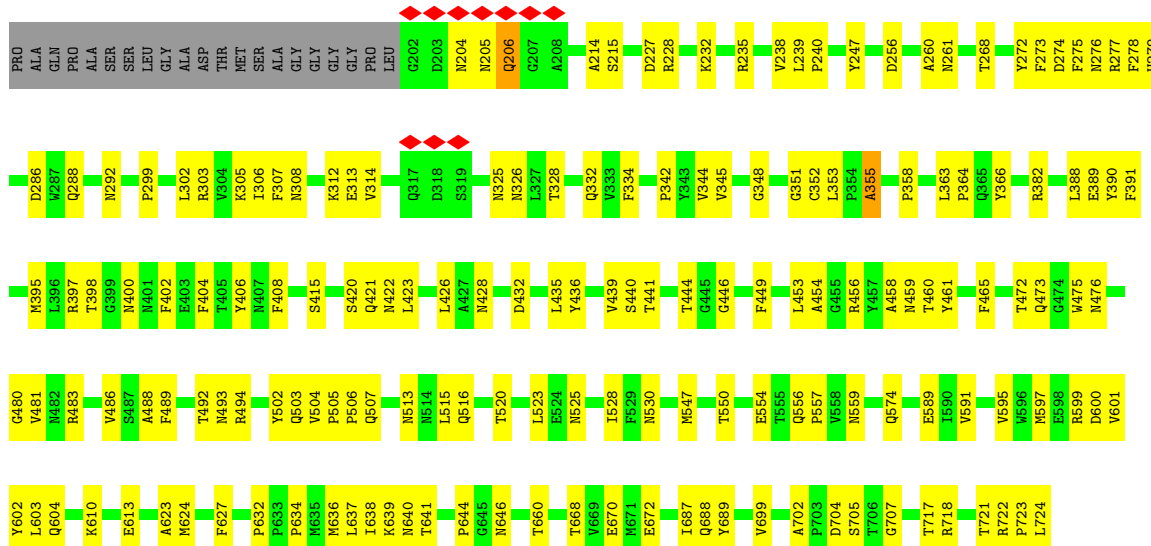 PRO ALA GLN PRO ALA SER SER LEU GLY ALA ASP THR MET SER ALA GLY GLY GLY GLY PRO LEU G202 D203 N204 N205 Q206 G207 A208 A214 S215 D227 R228 K232 R235 V238 L239 P240 Y247 D256 A260 N261 T268 Y272 F273 D274 F275 N276 R277 F278
D286 W287 Q288 N292 P299 L302 R303 V304 K305 I306 F307 N308 K312 E313 V314 Q317 D318 S319 N325 N326 L327 T328 Q332 V333 F334 P342 Y343 V344 V345 G348 G351 C352 L353 P354 A355 P358 L363 P364 Q365 Y366 R382 L388 E389 Y390 F391
M395 L396 R397 T398 G399 N400 N401 F402 E403 F404 T405 Y406 N407 F408 S415 S420 Q421 N422 L423 L426 A427 N428 D432 L435 Y436 V439 S440 T441 T444 G445 G446 F449 L453 A454 G455 R456 Y457 A458 N459 T460 Y461 F465 T472 Q473 G474 W475 N476
G480 V481 N482 R483 V486 S487 A488 F489 T492 N493 R494 Y502 Q503 V504 P505 P506 Q507 N513 N514 L515 Q516 T520 L523 E524 N525 I528 F529 N530 M547 T550 E554 T555 Q556 P557 V558 N559 Q574 E589 I590 V591 V595 W596 M597 E598 R599 D600 V601
Y602 L603 Q604 K610 E613 A623 M624 F627 P632 P633 P634 M635 M636 L637 I638 K639 N640 T641 P644 G645 N646 T660 T668 V669 E670 M671 E672 I687 Q688 Y689 V699 A702 P703 D704 S705 T706 G707 T717 R718 T721 R722 P723 L724